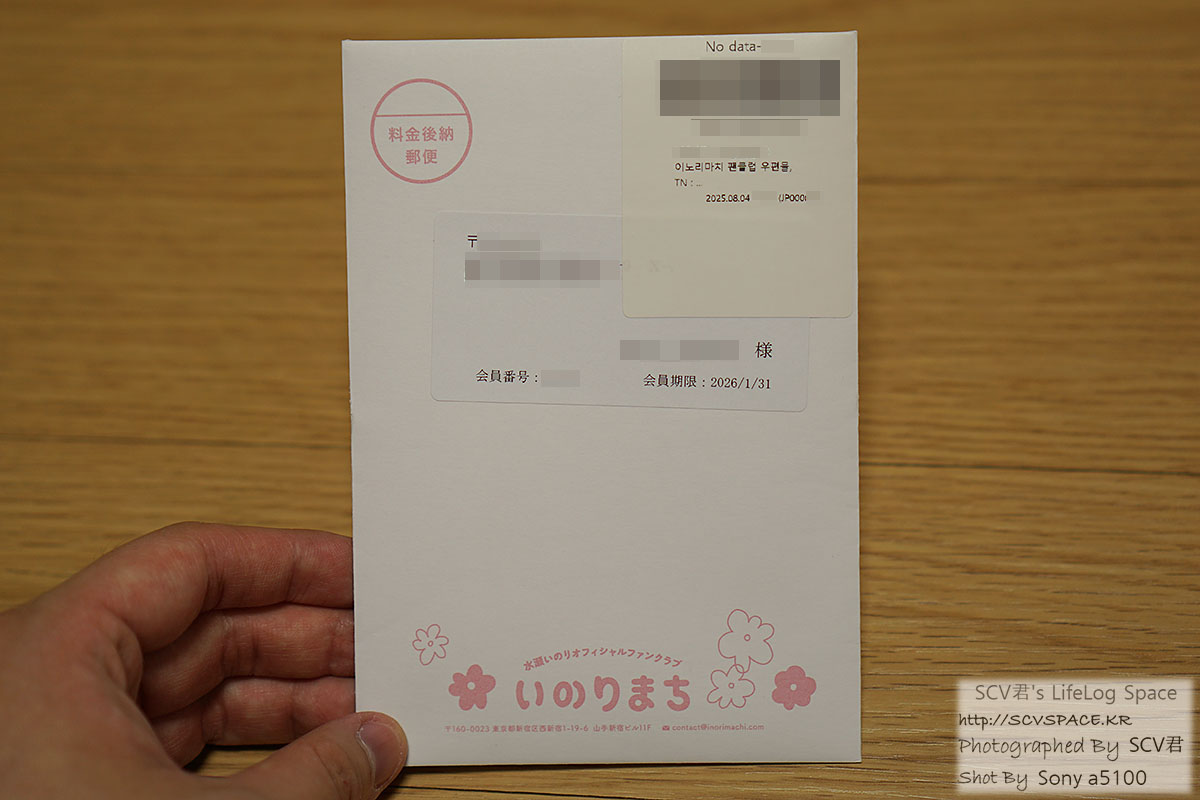 料金後納
郵便
No data-
이노리마치 팬클럽 우편물,
TN : ...
2025.08.04 (JP000
〒
様
会員番号：
会員期限：2026/1/31
水瀬いのりオフィシャルファンクラブ
いのりまち
〒160-0023 東京都新宿区西新宿1-19-6 山手新宿ビル11F contact@inorimachi.com
SCV君's LifeLog Space
http://SCVSPACE.KR
Photographed By SCV君
Shot By Sony a5100